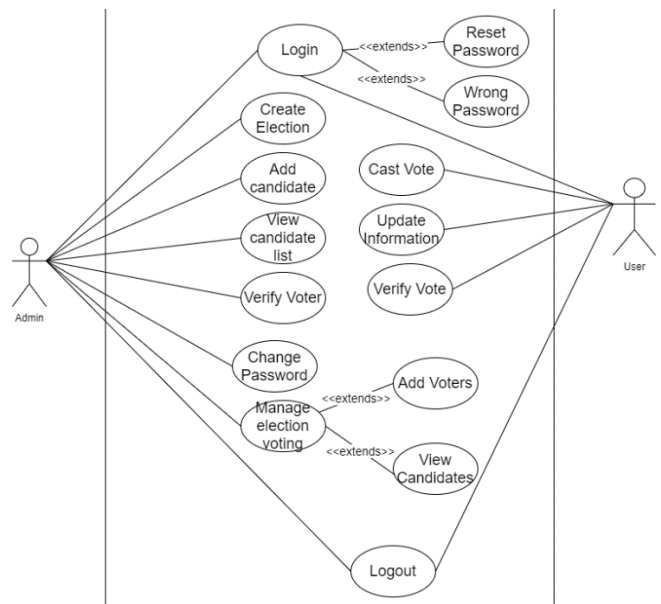 Login
<<extends>>
Reset
Password
<<extends>>
Wrong
Password
Create
Election
Add
candidate
Cast Vote
View
candidate
list
Update
Information
Verify Voter
Verify Vote
Admin
User
Change
Password
Manage
election
voting
<<extends>>
Add Voters
<<extends>>
View
Candidates
Logout